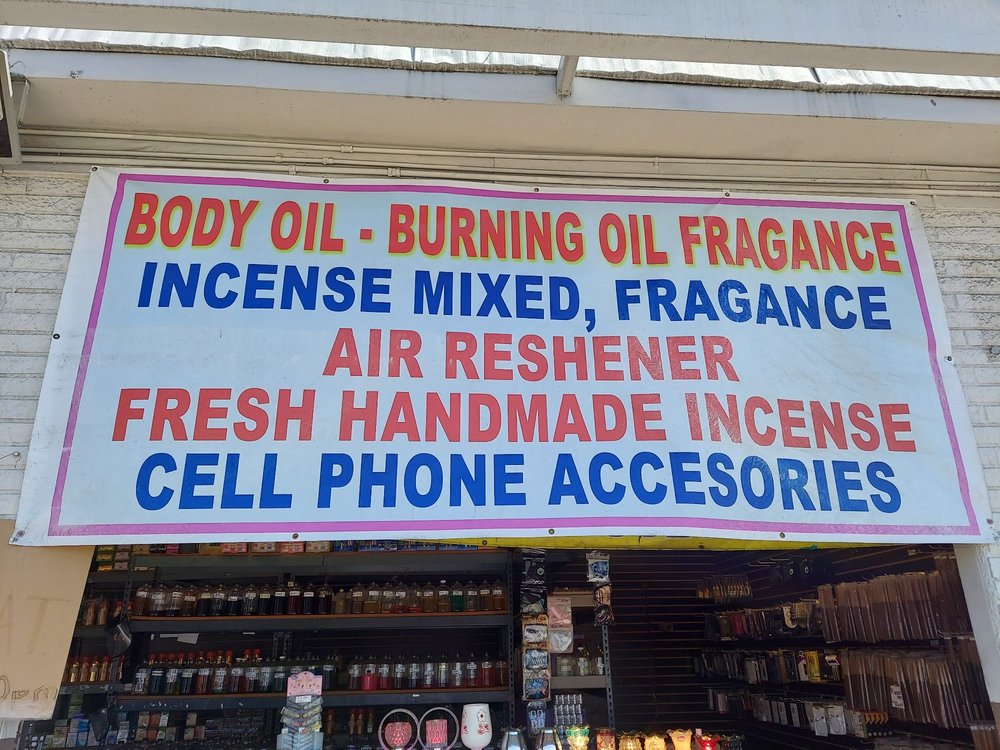 BODY OIL - BURNING OIL FRAGANCE
INCENSE MIXED, FRAGANCE
AIR RESHENER
FRESH HANDMADE INCENSE
CELL PHONE ACCESORIES